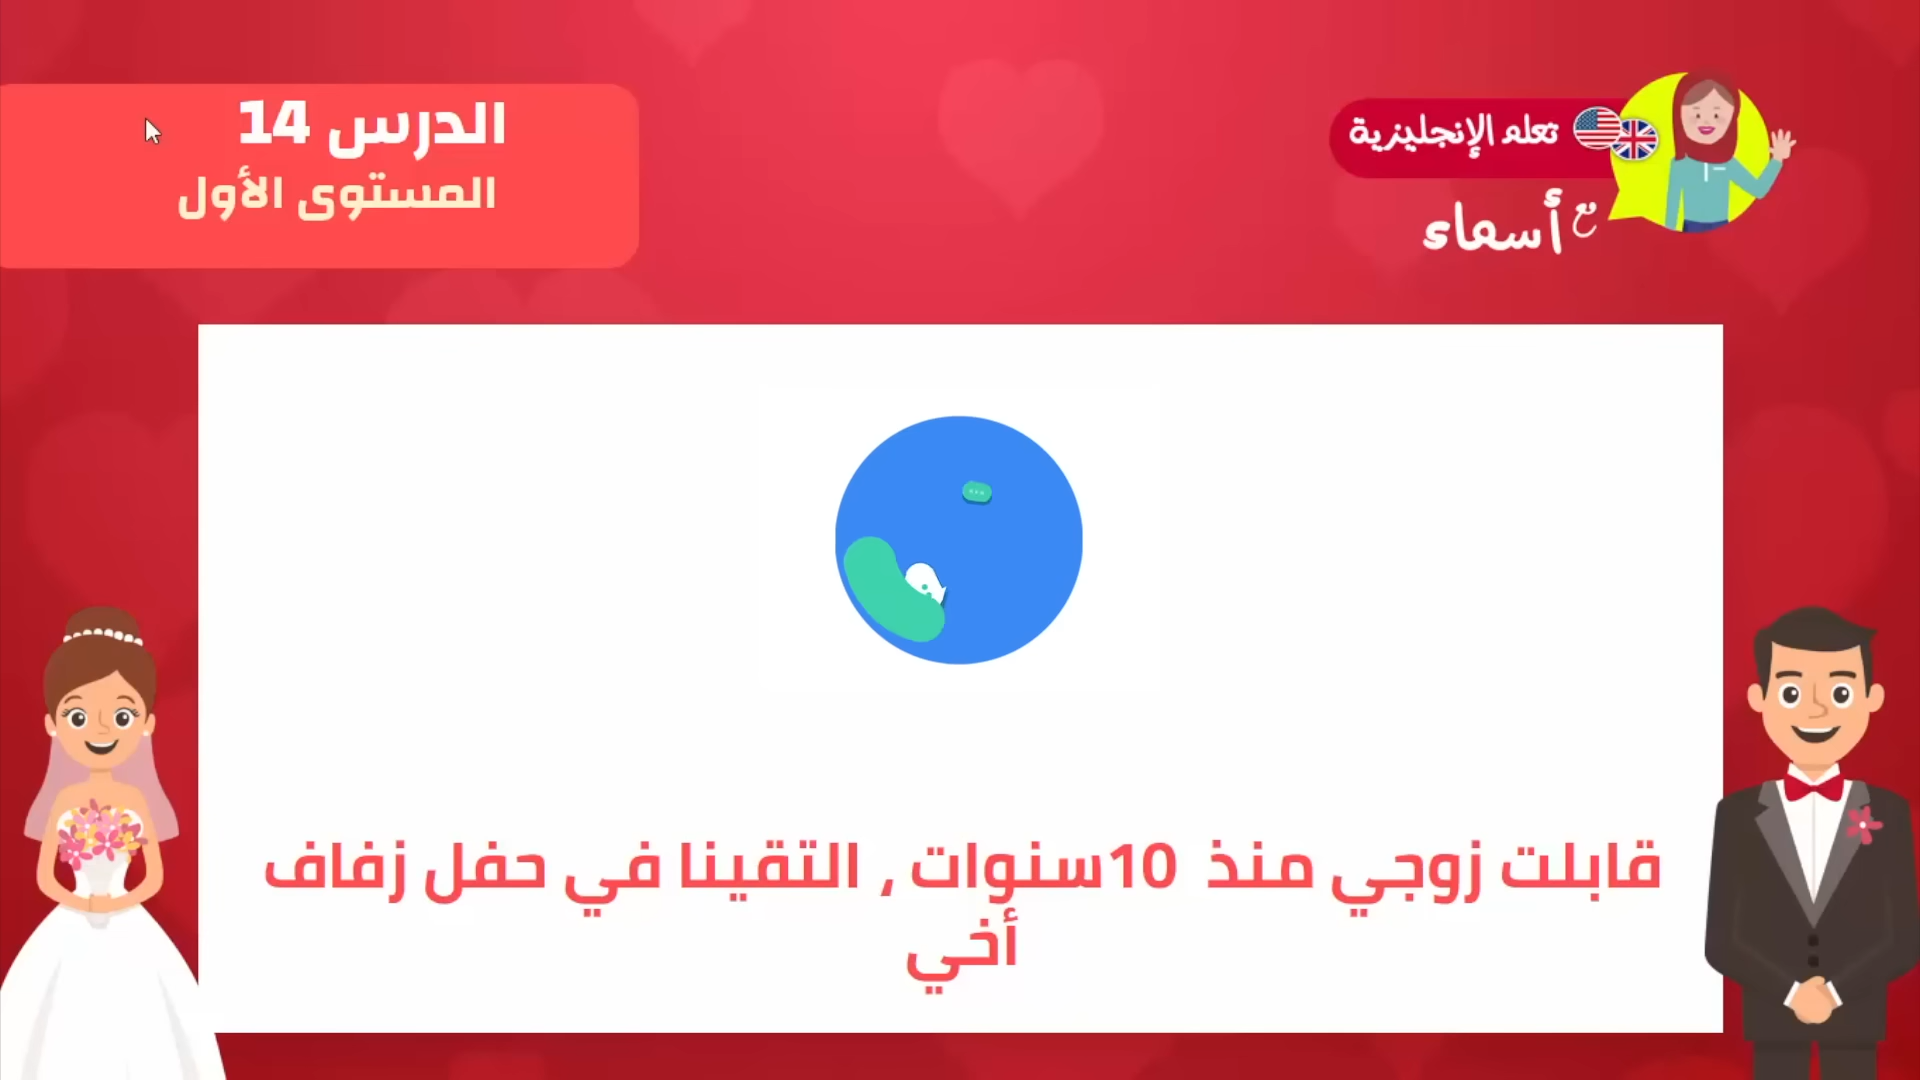 الدرس 14
المستوى الأول
تعلم الإنجليزية
مع أسماء
قابلت زوجي منذ 10سنوات , التقينا في حفل زفاف
أخي